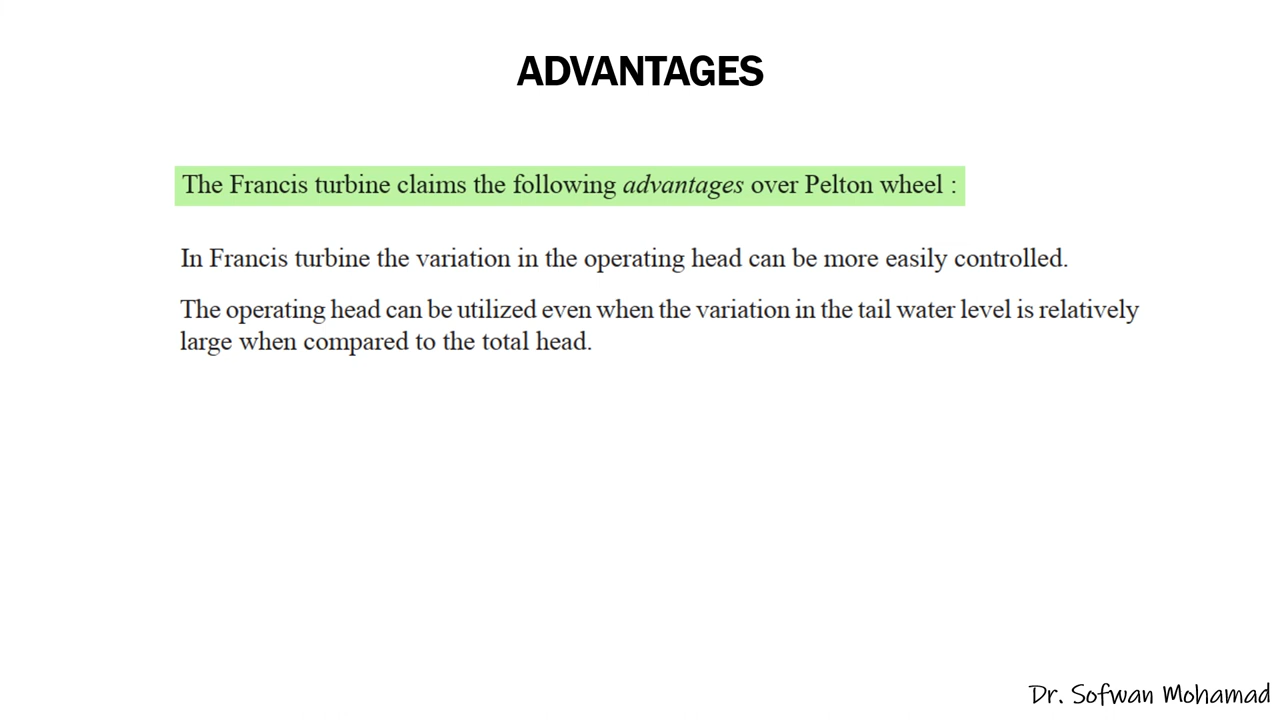 ADVANTAGES
The Francis turbine claims the following advantages over Pelton wheel :
In Francis turbine the variation in the operating head can be more easily controlled.
The operating head can be utilized even when the variation in the tail water level is relatively
large when compared to the total head.
Dr. Sofwan Mohamad